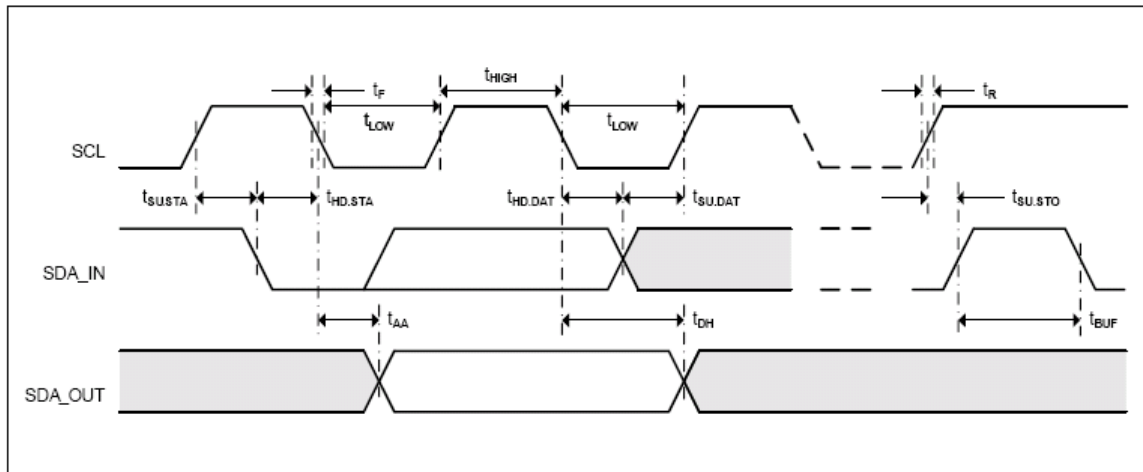 tHIGH
tF
tR
tLOW
tLOW
SCL
tSU.STA
tHD.STA
tHD.DAT
tSU.DAT
tSU.STO
SDA_IN
tAA
tDH
tBUF
SDA_OUT